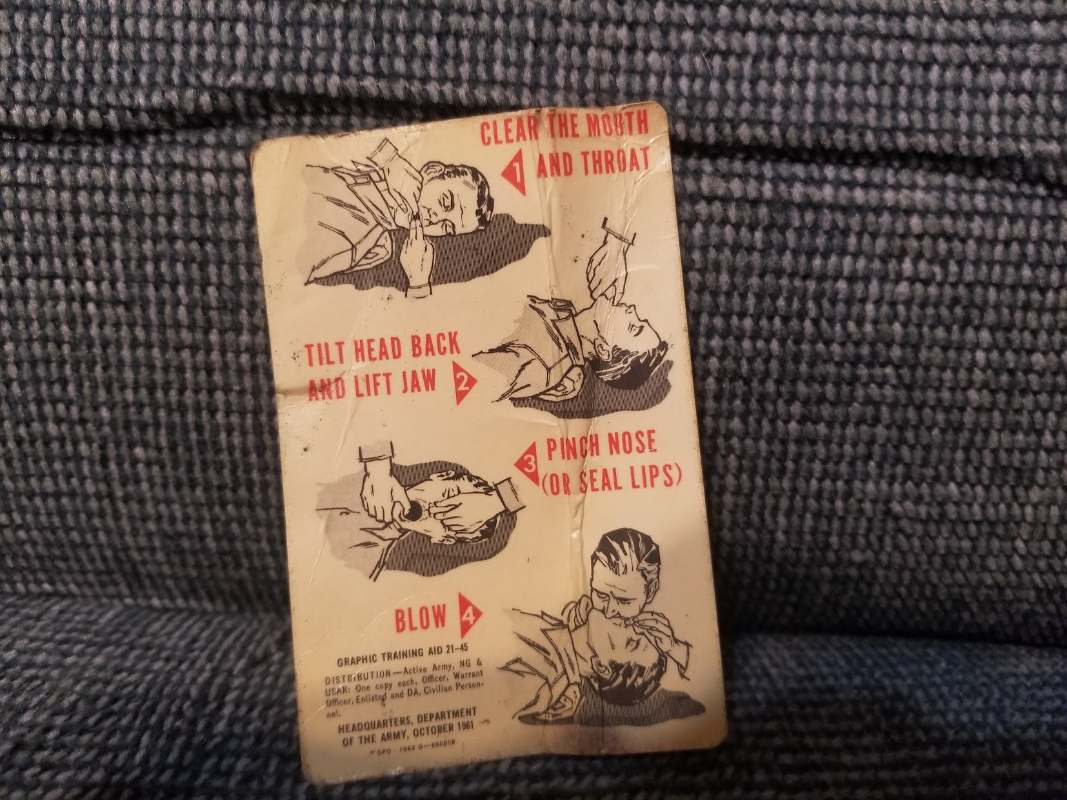 CLEAR THE MOUTH
1 AND THROAT
TILT HEAD BACK
AND LIFT JAW 2
3 PINCH NOSE
(OR SEAL LIPS)
BLOW 4
GRAPHIC TRAINING AID 21-45
DISTRIBUTION—Active Army, NG &
USAR: One copy each, Officer, Warrant
Officer, Enlisted and DA, Civilian Person-
nel.
HEADQUARTERS, DEPARTMENT
OF THE ARMY, OCTOBER 1961
GPO